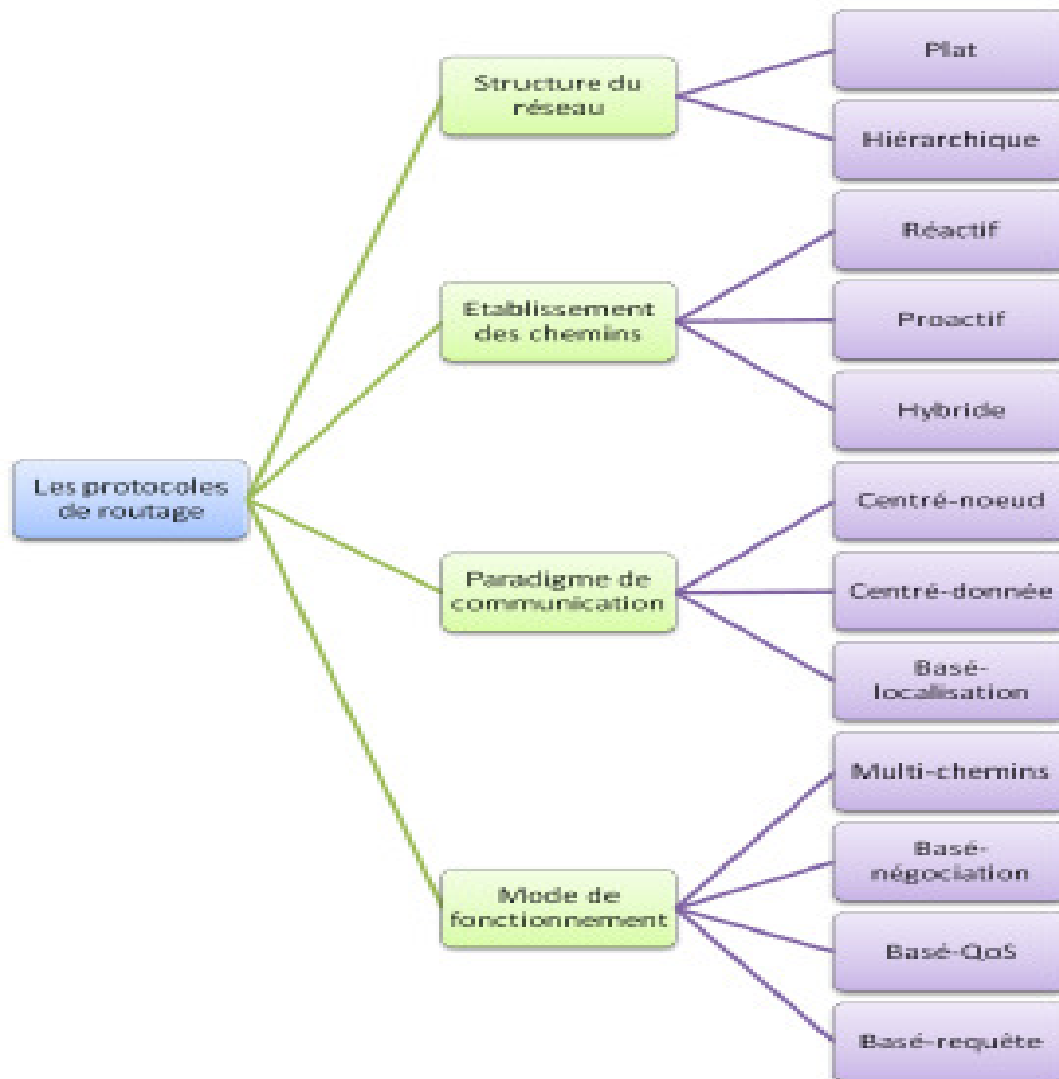 Les protocoles
de routage
Structure du
réseau
Plat
Hiérarchique
Etablissement
des chemins
Réactif
Proactif
Hybride
Paradigme de
communication
Centré-noeud
Centré-donnée
Basé-
localisation
Mode de
fonctionnement
Multi-chemins
Basé-
négociation
Basé-QoS
Basé-requête